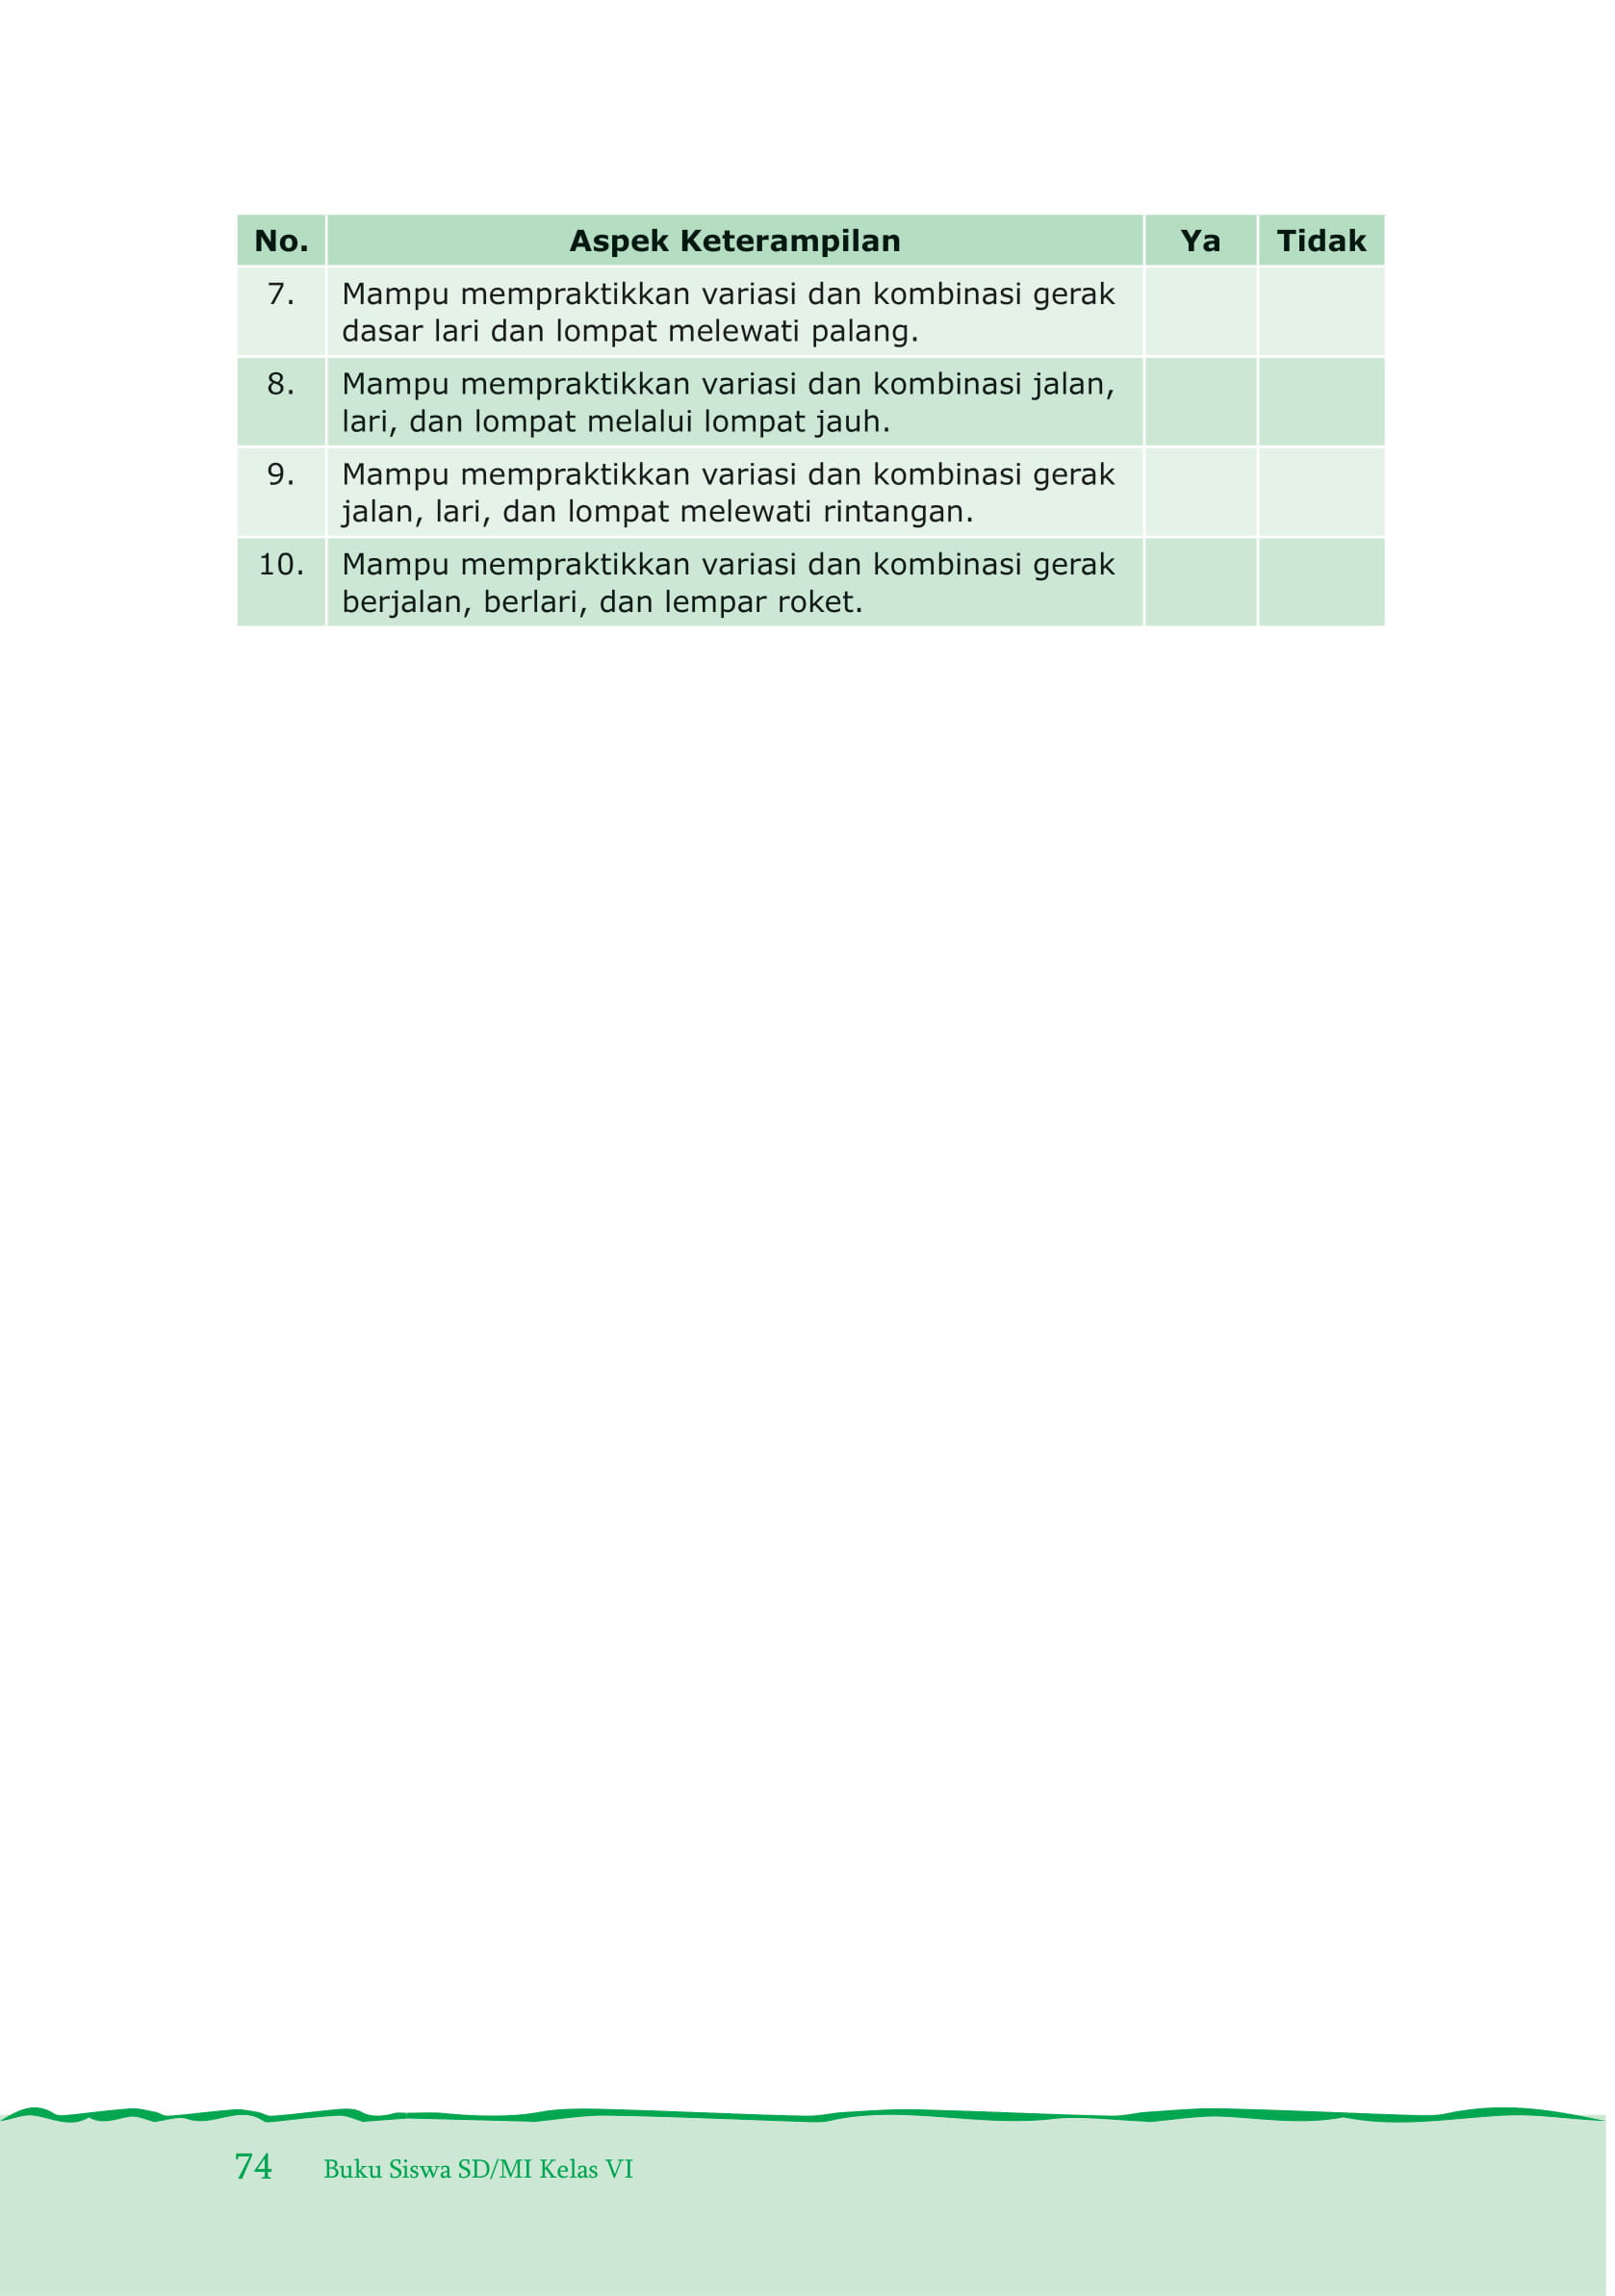 No. Aspek Keterampilan Ya Tidak
7. Mampu mempraktikkan variasi dan kombinasi gerak
dasar lari dan lompat melewati palang.
8. Mampu mempraktikkan variasi dan kombinasi jalan,
lari, dan lompat melalui lompat jauh.
9. Mampu mempraktikkan variasi dan kombinasi gerak
jalan, lari, dan lompat melewati rintangan.
10. Mampu mempraktikkan variasi dan kombinasi gerak
berjalan, berlari, dan lempar roket.
74 Buku Siswa SD/MI Kelas VI